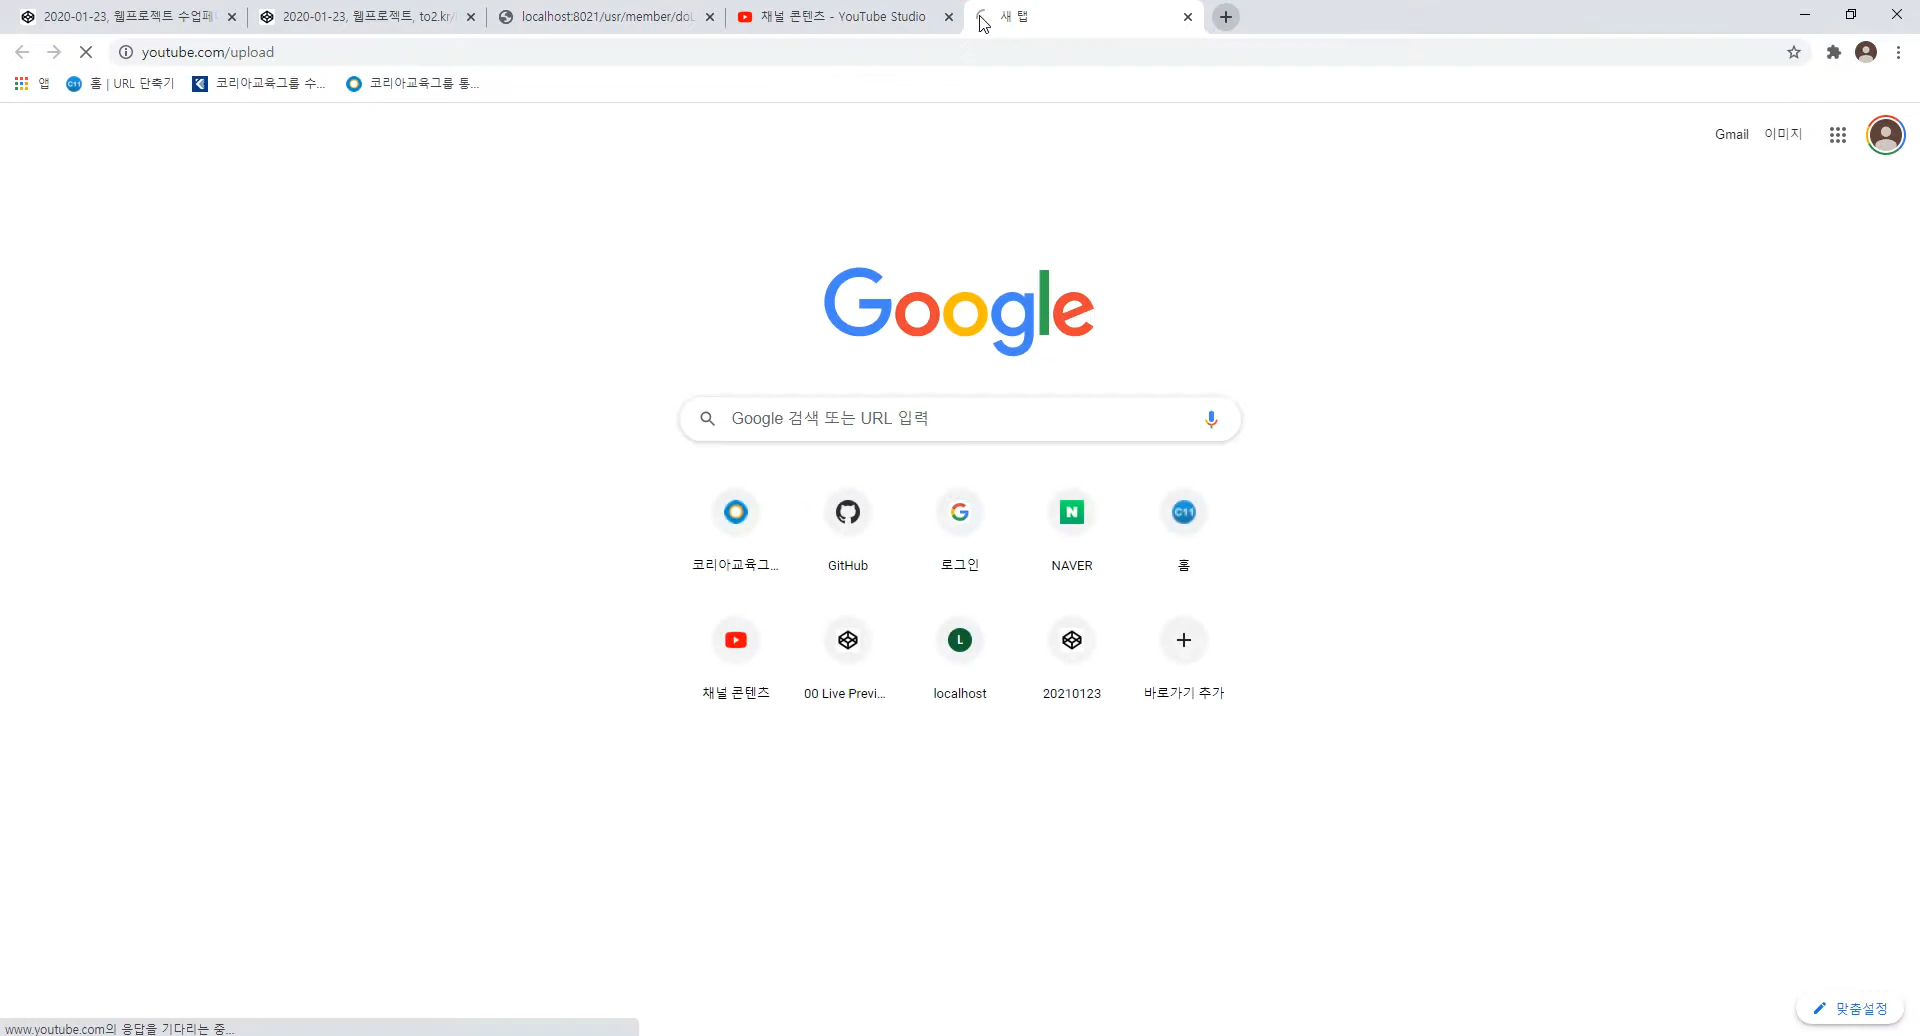 2020-01-23, 웹프로젝트 수업페
2020-01-23, 웹프로젝트, to2.kr/
localhost:8021/usr/member/doL
채널 콘텐츠 - YouTube Studio
새 탭
youtube.com/upload
앱
C11
홈 | URL 단축기
코리아교육그룹 수...
코리아교육그룹 통...
Gmail
이미지
Google
Google 검색 또는 URL 입력
N
C11
코리아교육그...
GitHub
로그인
NAVER
홈
L
채널 콘텐츠
00 Live Previ...
localhost
20210123
바로가기 추가
맞춤설정
www.youtube.com의 응답을 기다리는 중...